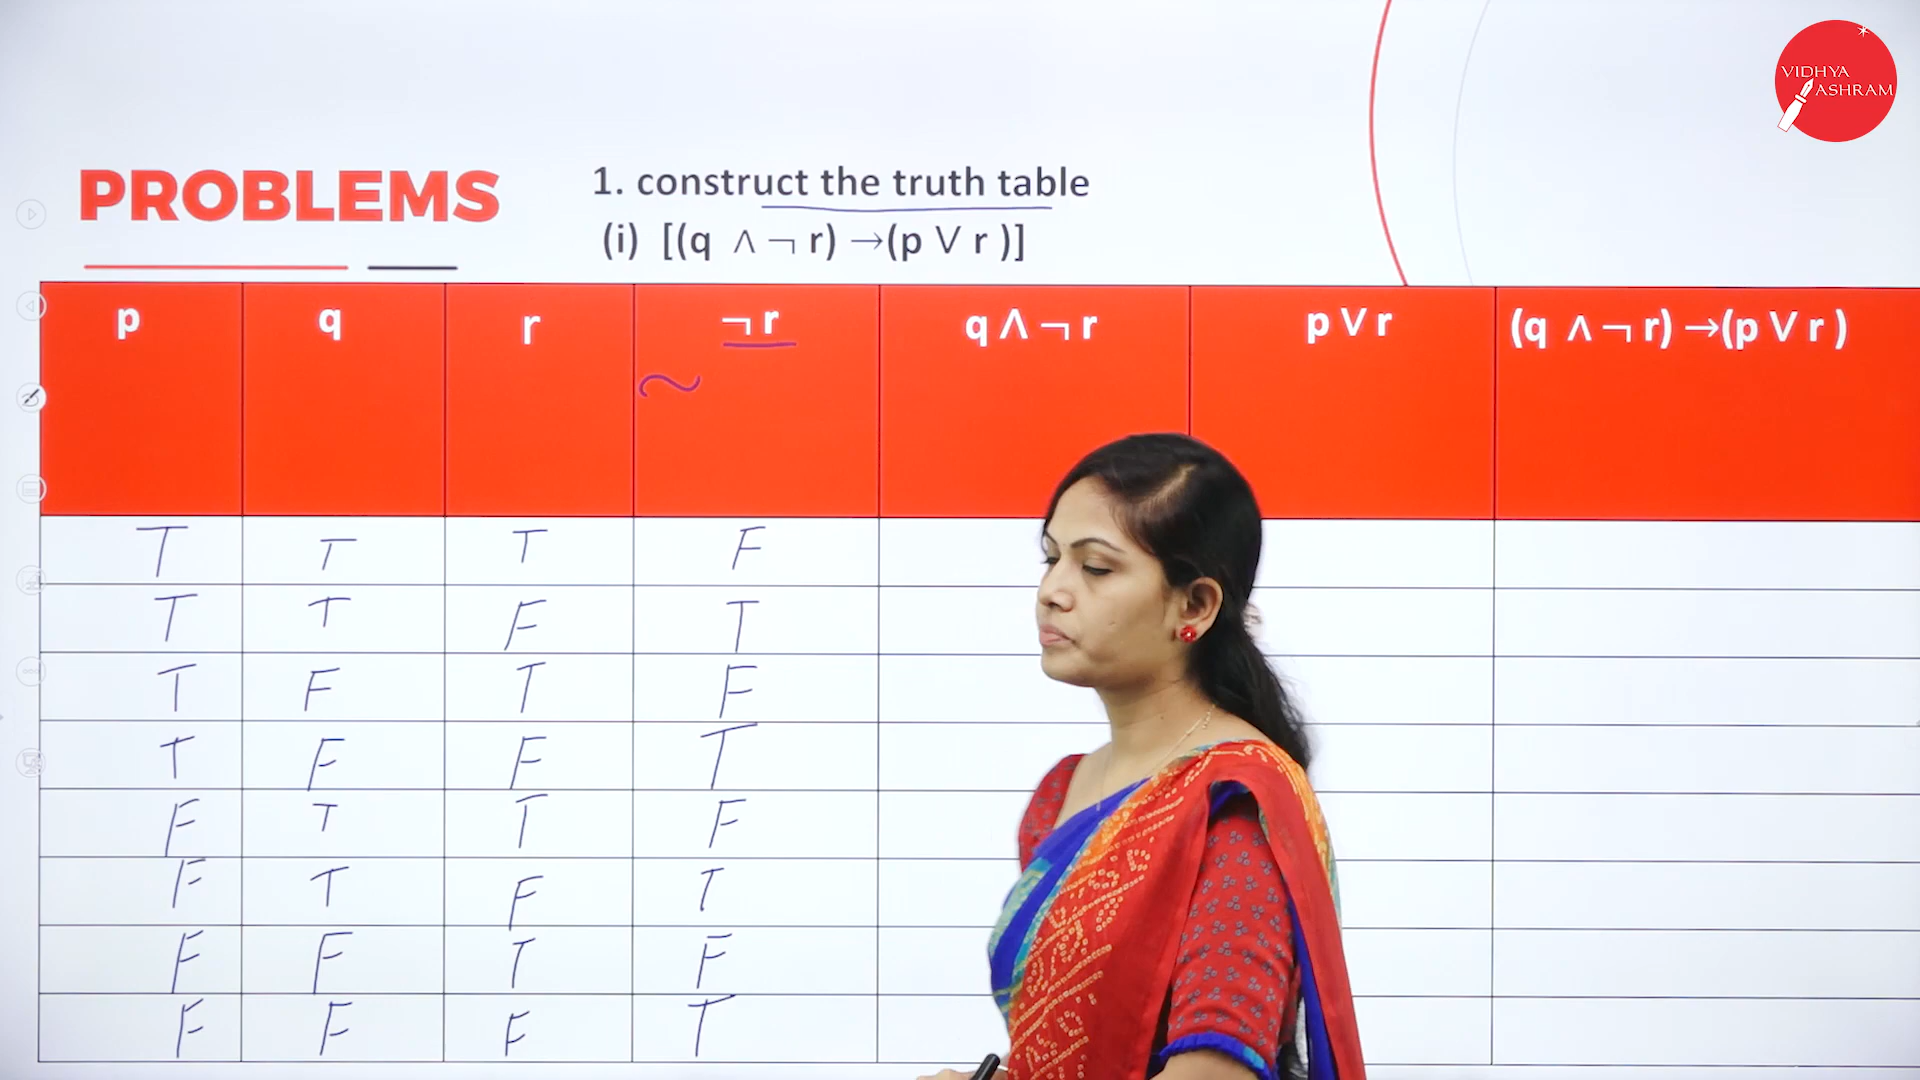 VIDHYA
ASHRAM
PROBLEMS
1. construct the truth table
(i) [(q ∧ ¬ r) →(p ∨ r )]
p q r ¬ r q ∧ ¬ r p ∨ r (q ∧ ¬ r) →(p ∨ r )
~
T T T F
T T F T
T F T F
T F F T
F T T F
F T F T
F F T F
F F F T